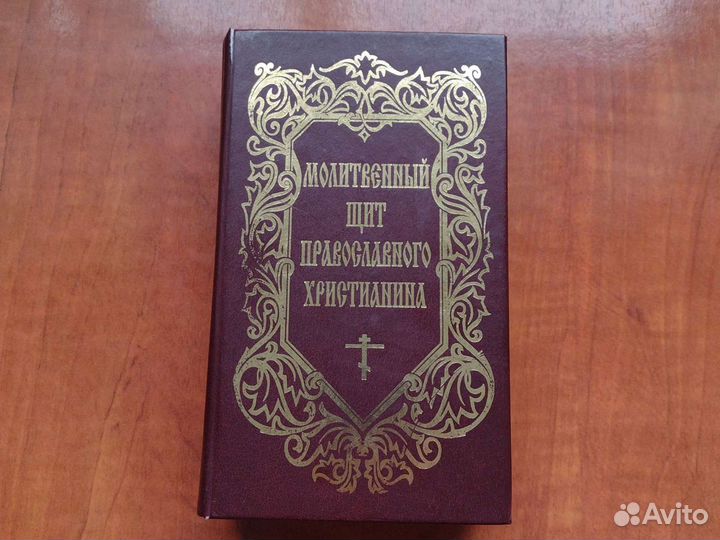 МОЛИТВЕННЫЙ
ЩИТ
ПРАВОСЛАВНОГО
ХРИСТИАНИНА
Avito